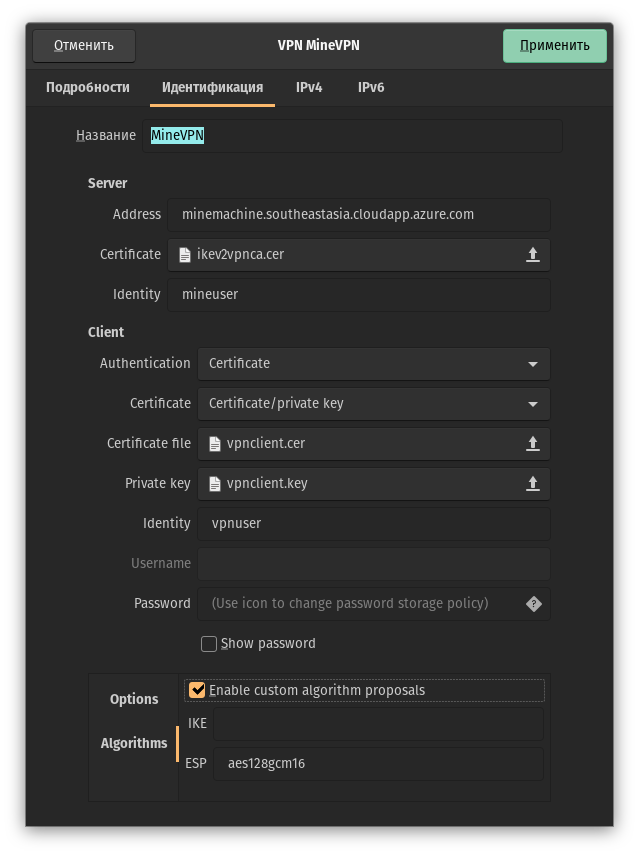 Отменить VPN MineVPN Применить
Подробности Идентификация IPv4 IPv6
Название MineVPN
Server
Address minemachine.southeastasia.cloudapp.azure.com
Certificate ikev2vpnca.cer
Identity mineuser
Client
Authentication Certificate
Certificate Certificate/private key
Certificate file vpnclient.cer
Private key vpnclient.key
Identity vpnuser
Username
Password (Use icon to change password storage policy) ?
Show password
Options Enable custom algorithm proposals
IKE
Algorithms
ESP aes128gcm16